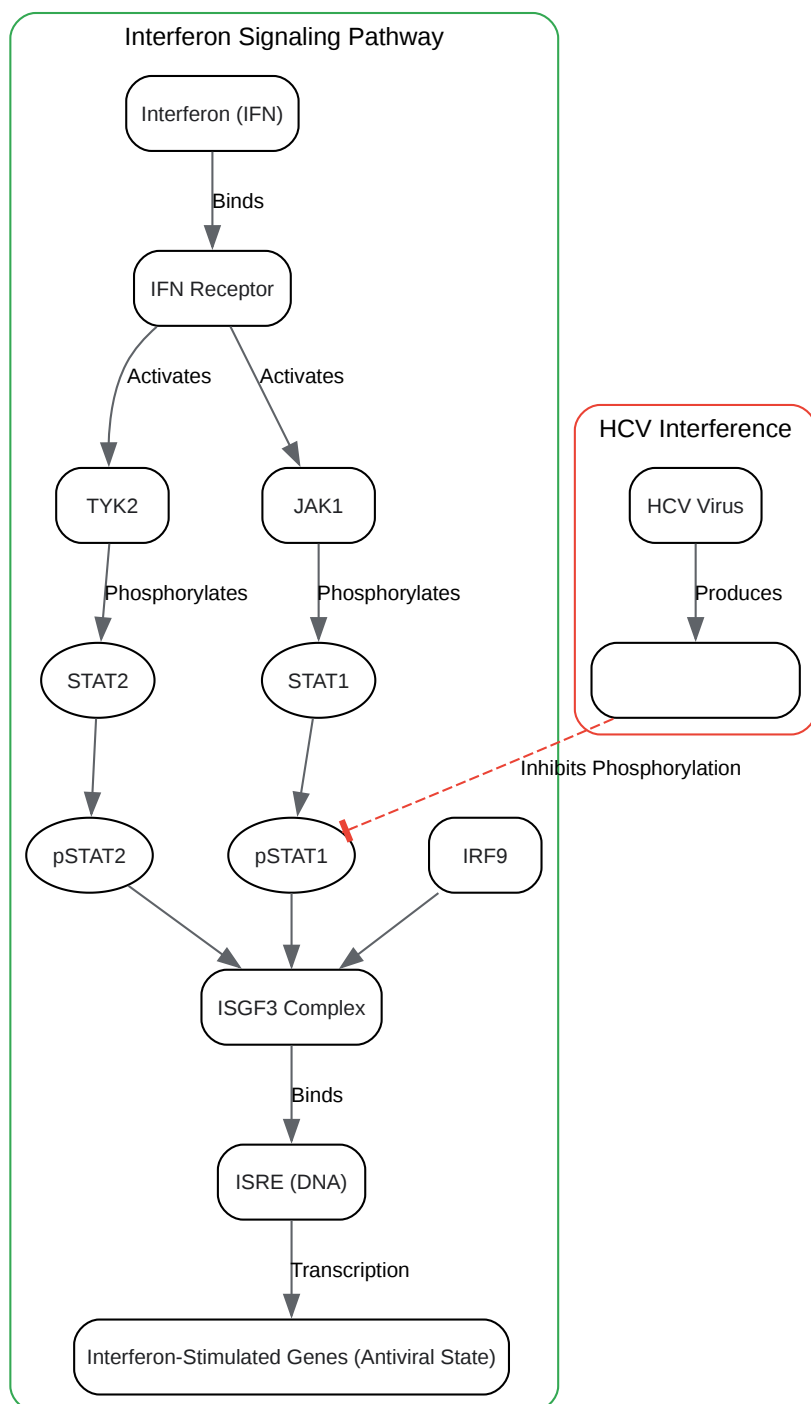 Interferon Signaling Pathway
Interferon (IFN)
Binds
IFN Receptor
Activates
Activates
HCV Interference
TYK2
JAK1
HCV Virus
Phosphorylates
Phosphorylates
Produces
STAT2
STAT1
Inhibits Phosphorylation
pSTAT2
pSTAT1
IRF9
ISGF3 Complex
Binds
ISRE (DNA)
Transcription
Interferon-Stimulated Genes (Antiviral State)